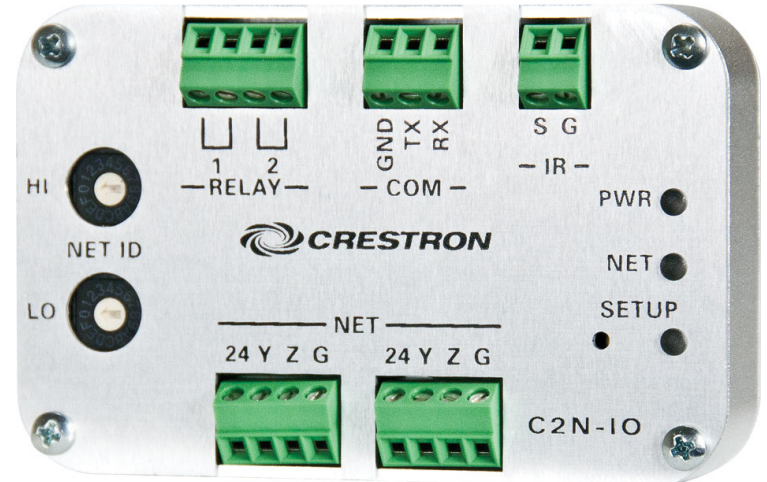 GND TX RX
S G
1 2
RELAY
COM
IR
HI
PWR
NET ID
CRESTRON
NET
LO
SETUP
NET
24 Y Z G
24 Y Z G
C2N-IO